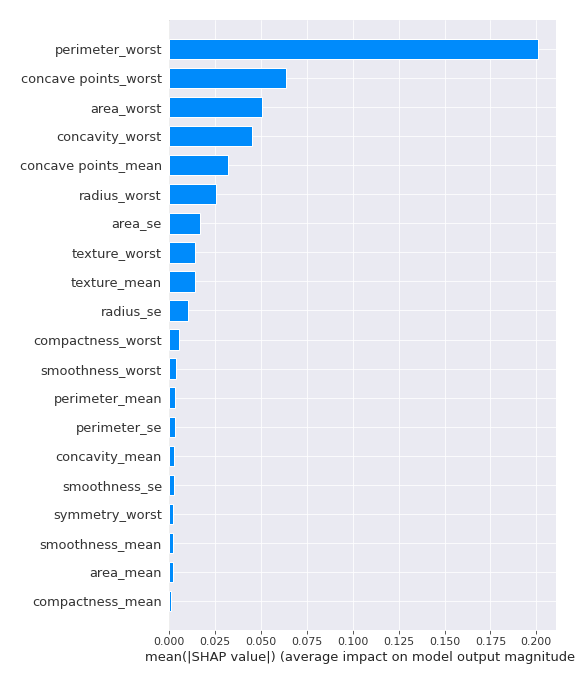 perimeter_worst
concave points_worst
area_worst
concavity_worst
concave points_mean
radius_worst
area_se
texture_worst
texture_mean
radius_se
compactness_worst
smoothness_worst
perimeter_mean
perimeter_se
concavity_mean
smoothness_se
symmetry_worst
smoothness_mean
area_mean
compactness_mean
0.000 0.025 0.050 0.075 0.100 0.125 0.150 0.175 0.200
mean(|SHAP value|) (average impact on model output magnitude